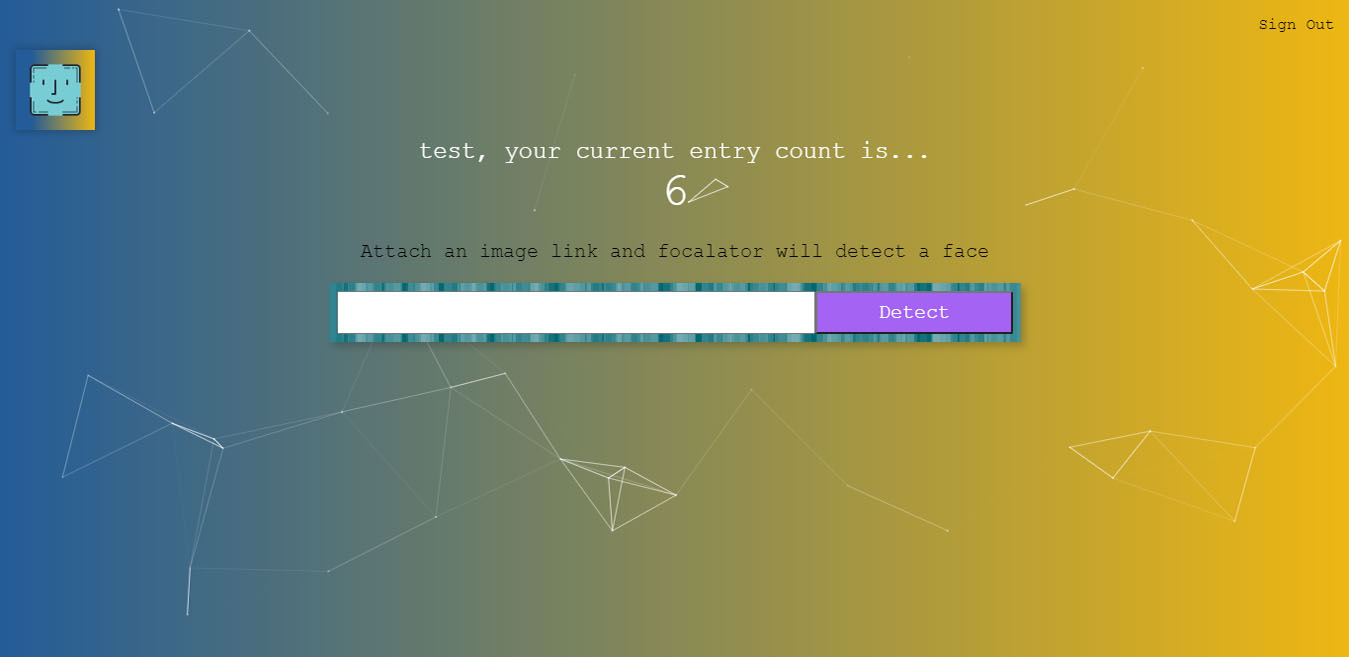 Sign Out
test, your current entry count is...
6
Attach an image link and focalator will detect a face
Detect